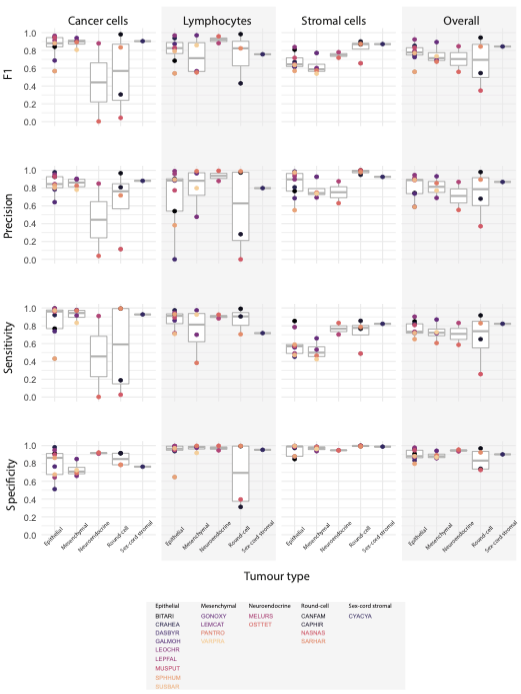 Cancer cells Lymphocytes Stromal cells Overall
F1
1.0
0.8
0.6
0.4
0.2
0.0
Precision
1.0
0.8
0.6
0.4
0.2
0.0
Sensitivity
1.0
0.8
0.6
0.4
0.2
0.0
Specificity
1.0
0.8
0.6
0.4
0.2
0.0
Epithelial Mesenchymal Neuroendocrine Round-cell Sex-cord stromal Epithelial Mesenchymal Neuroendocrine Round-cell Sex-cord stromal Epithelial Mesenchymal Neuroendocrine Round-cell Sex-cord stromal Epithelial Mesenchymal Neuroendocrine Round-cell Sex-cord stromal
Tumour type
Epithelial Mesenchymal Neuroendocrine Round-cell Sex-cord stromal
BITARI GONOXY MELURS CANFAM CYACYA
CRAHEA LEMCAT OSTTET CAPHIR
DASBYR PANTRO NASNAS
GALMOH VARPRA SARHAR
LEOCHR
LEPFAL
MUSPUT
SPHHUM
SUSBAR